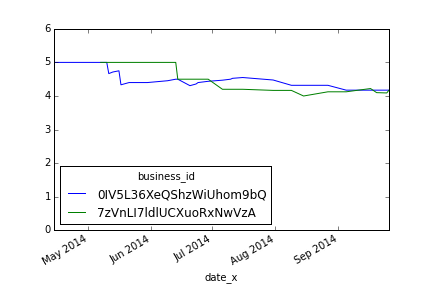 6
5
4
3
2
1
0
business_id
0IV5L36XeQShzWiUhom9bQ
7zVnLI7ldlUCXuoRxNwVzA
May 2014
Jun 2014
Jul 2014
Aug 2014
Sep 2014
date_x